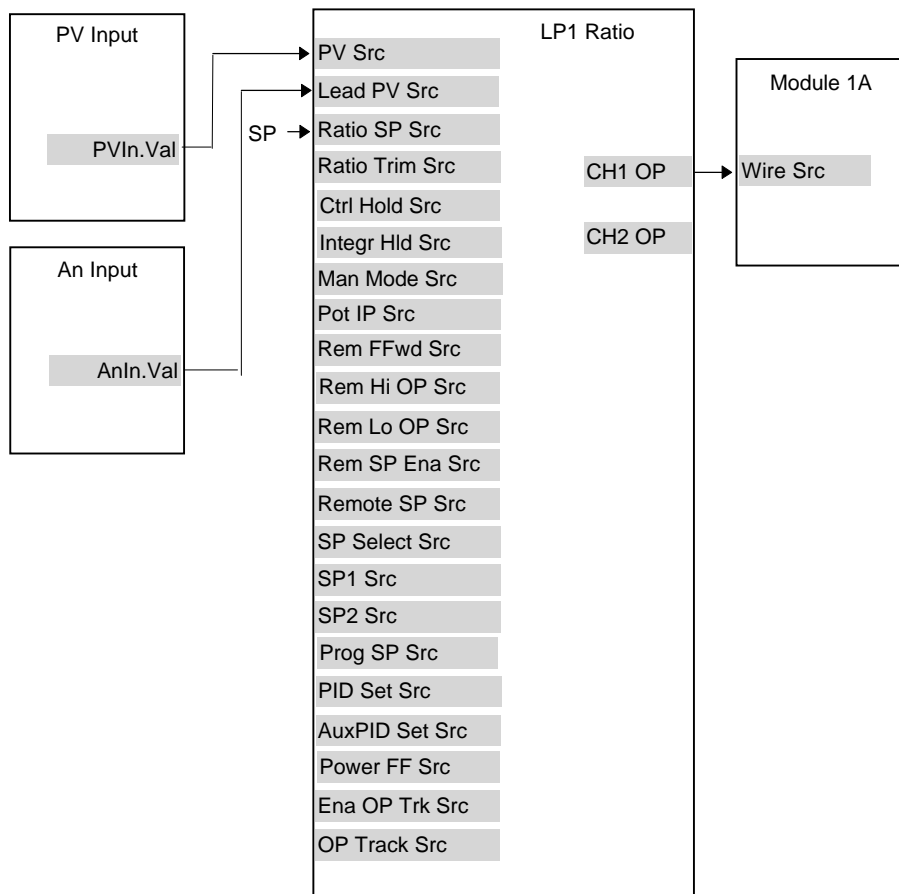 PV Input
PVIn.Val
An Input
AnIn.Val
SP
LP1 Ratio
PV Src
Lead PV Src
Ratio SP Src
Ratio Trim Src
Ctrl Hold Src
Integr Hld Src
Man Mode Src
Pot IP Src
Rem FFwd Src
Rem Hi OP Src
Rem Lo OP Src
Rem SP Ena Src
Remote SP Src
SP Select Src
SP1 Src
SP2 Src
Prog SP Src
PID Set Src
AuxPID Set Src
Power FF Src
Ena OP Trk Src
OP Track Src
CH1 OP
CH2 OP
Module 1A
Wire Src